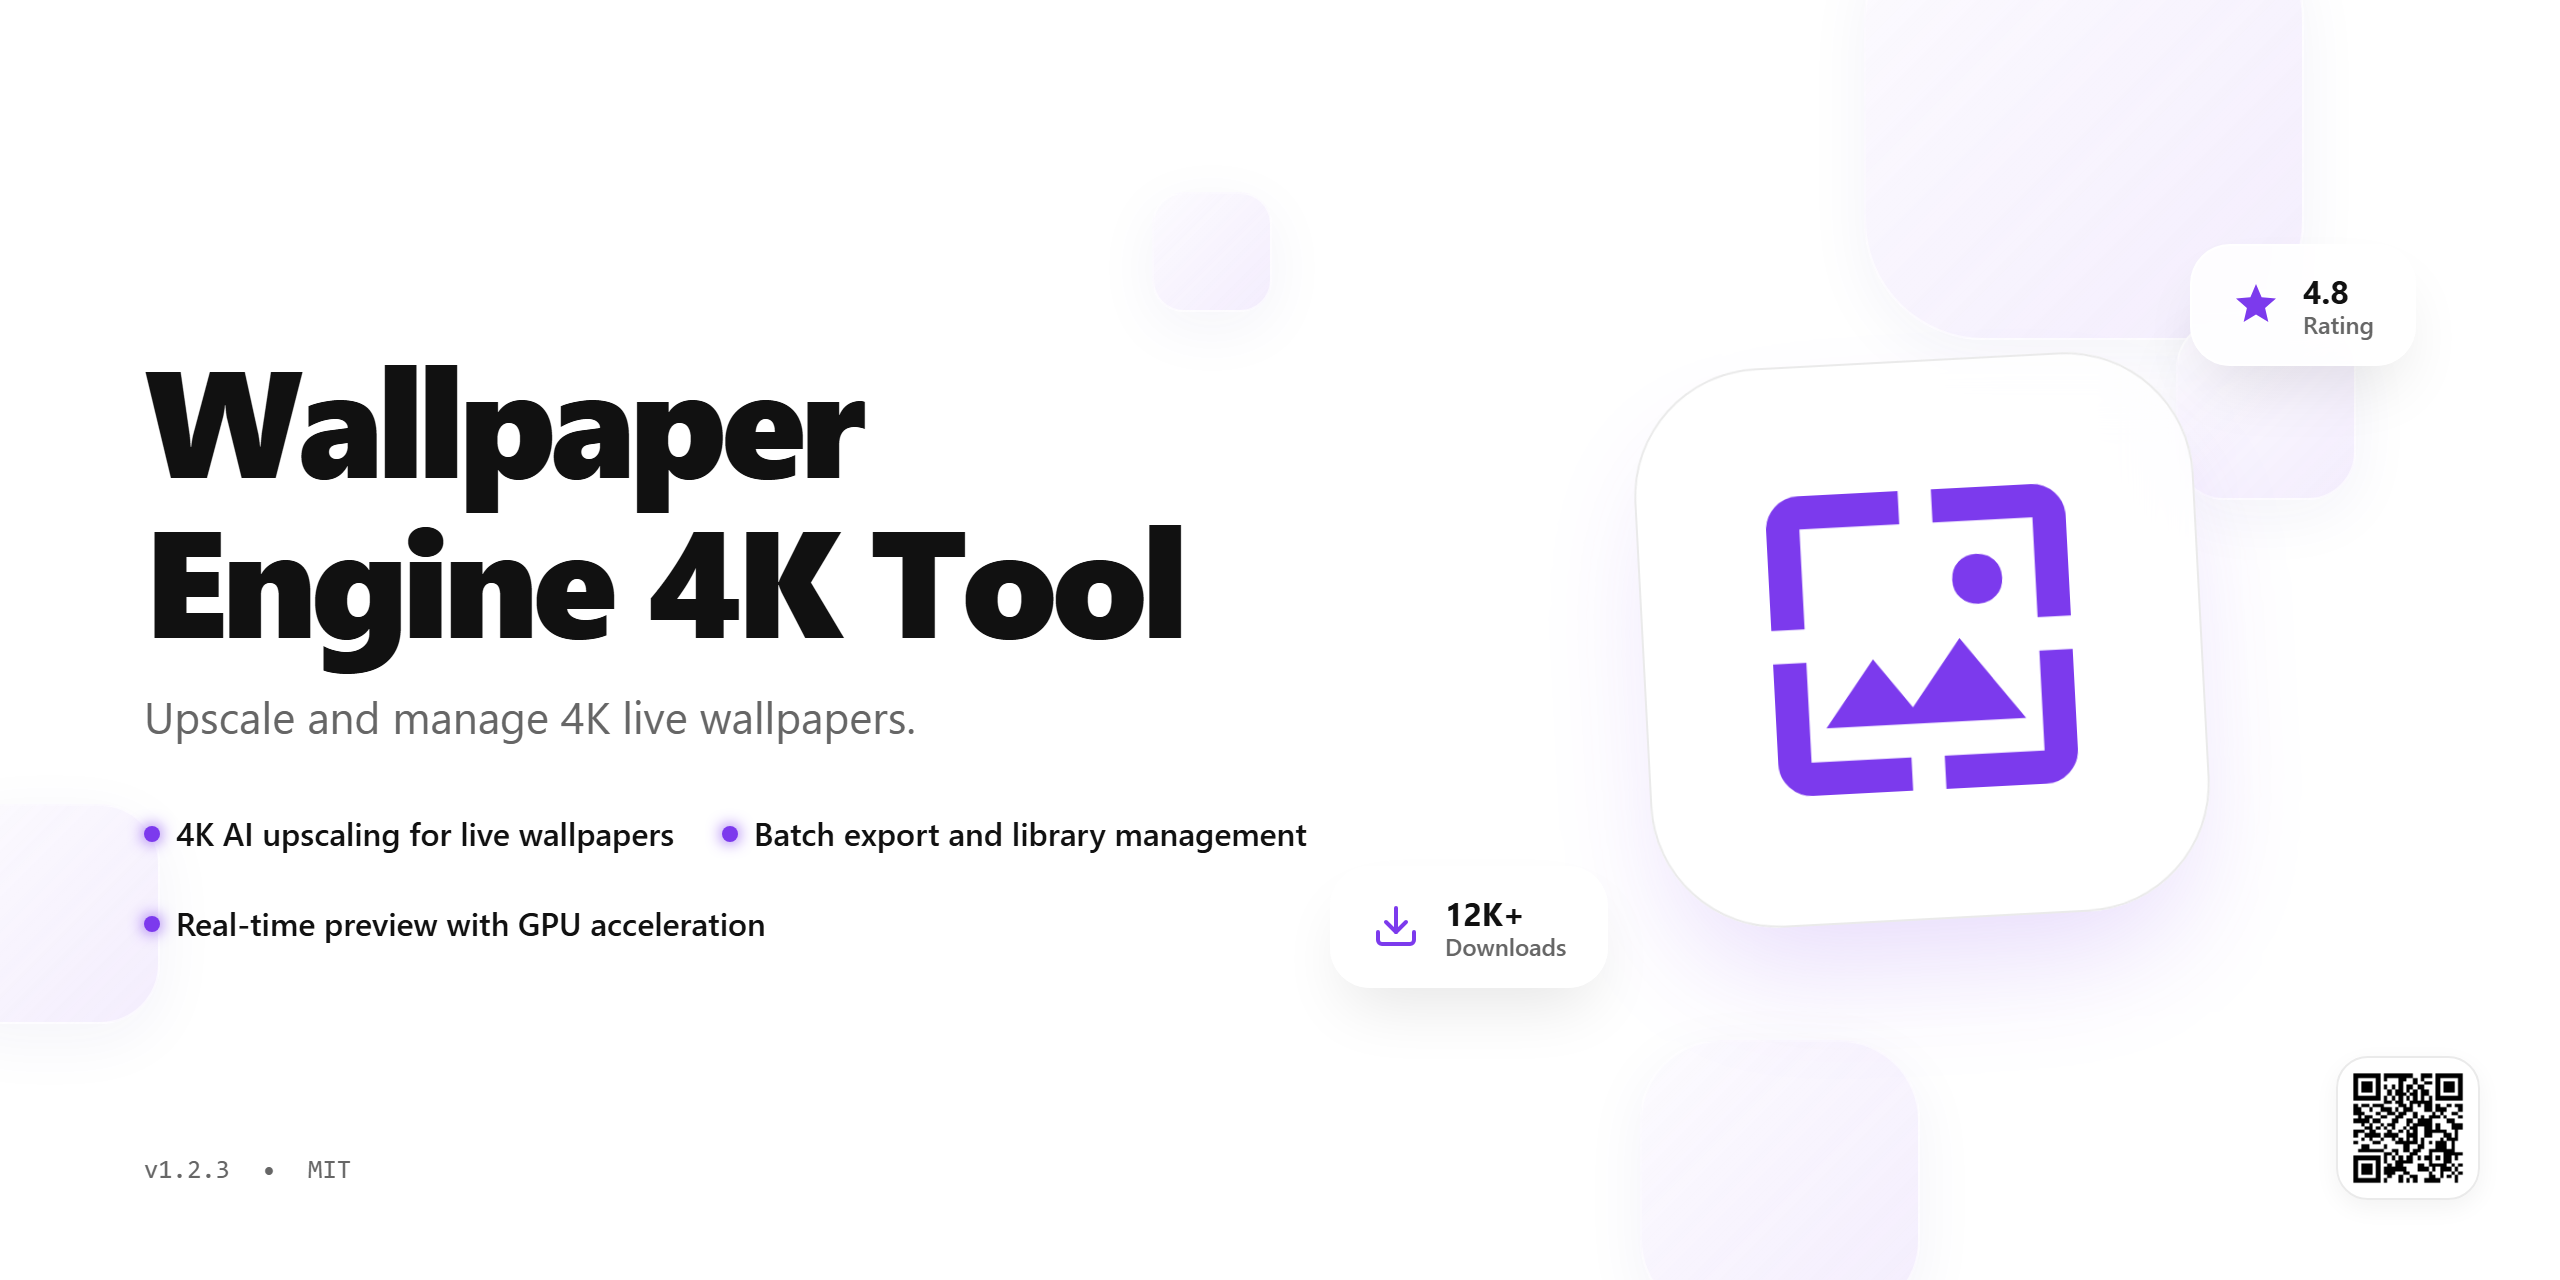 Wallpaper
Engine 4K Tool
Upscale and manage 4K live wallpapers.
4K AI upscaling for live wallpapers
Batch export and library management
Real-time preview with GPU acceleration
4.8
Rating
12K+
Downloads
v1.2.3 • MIT